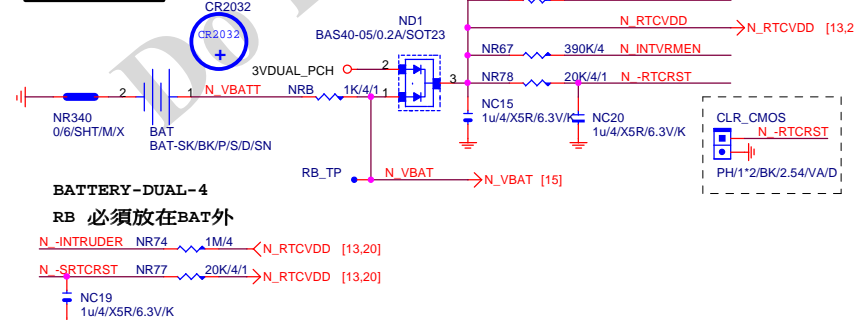 CR2032
CR2032
+
ND1
BAS40-05/0.2A/SOT23
N_RTCVDD
N_RTCVDD [13,2
3VDUAL_PCH
2
3
1
NR67 390K/4 N_INTVRMEN
NR78 20K/4/1 N_-RTCRST
2
1
N_VBATT
NRB
1K/4/1
NR340
0/6/SHT/M/X
BAT
BAT-SK/BK/P/S/D/SN
NC15
1u/4/X5R/6.3V/K
NC20
1u/4/X5R/6.3V/K
CLR_CMOS
N_-RTCRST
PH/1*2/BK/2.54/VA/D
RB_TP
N_VBAT
N_VBAT [15]
BATTERY-DUAL-4
RB 必須放在BAT外
N_-INTRUDER NR74 1M/4 N_RTCVDD [13,20]
N_-SRTCRST NR77 20K/4/1 N_RTCVDD [13,20]
NC19
1u/4/X5R/6.3V/K
Do